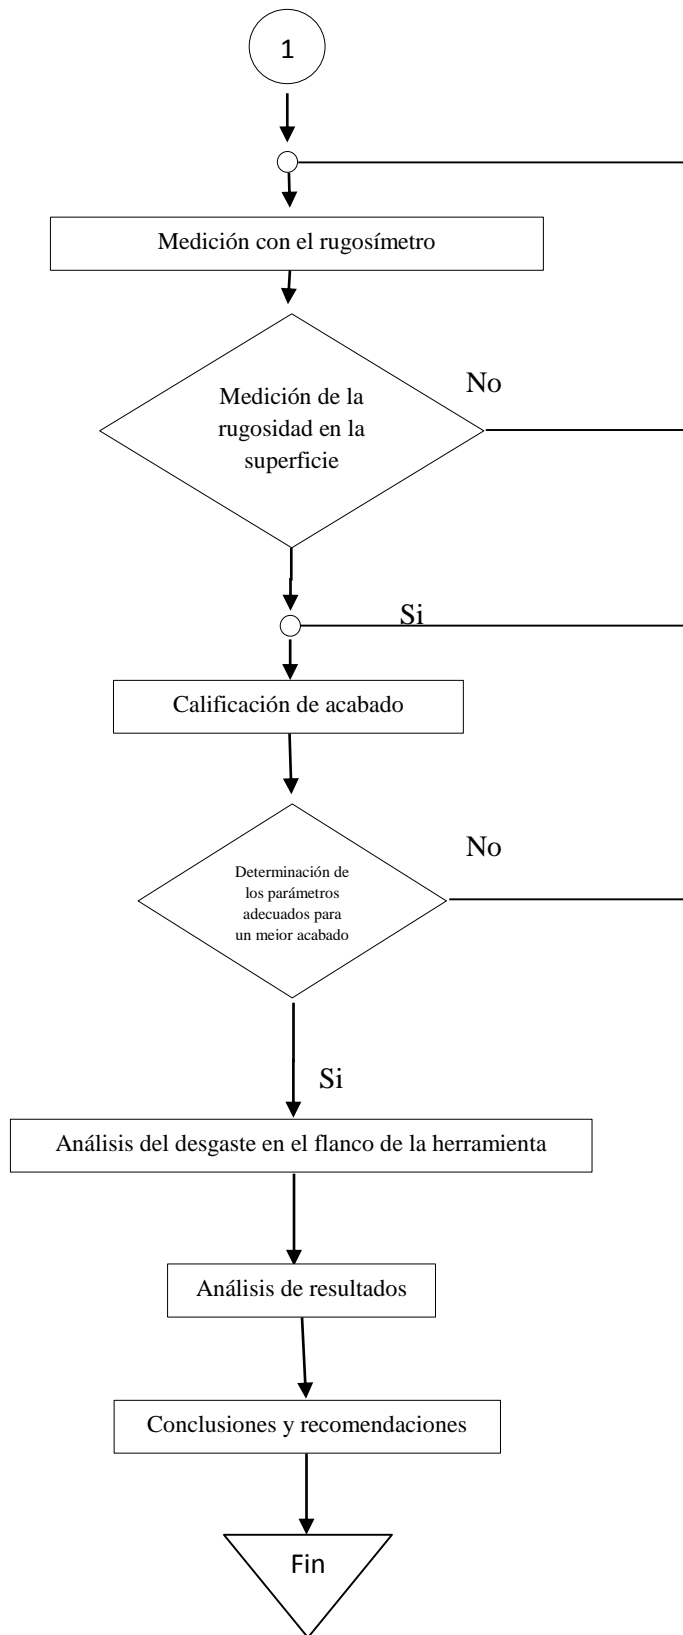 1
Medición con el rugosímetro
No
Medición de la
rugosidad en la
superficie
Si
Calificación de acabado
No
Determinación de
los parámetros
adecuados para
un mejor acabado
Si
Análisis del desgaste en el flanco de la herramienta
Análisis de resultados
Conclusiones y recomendaciones
Fin